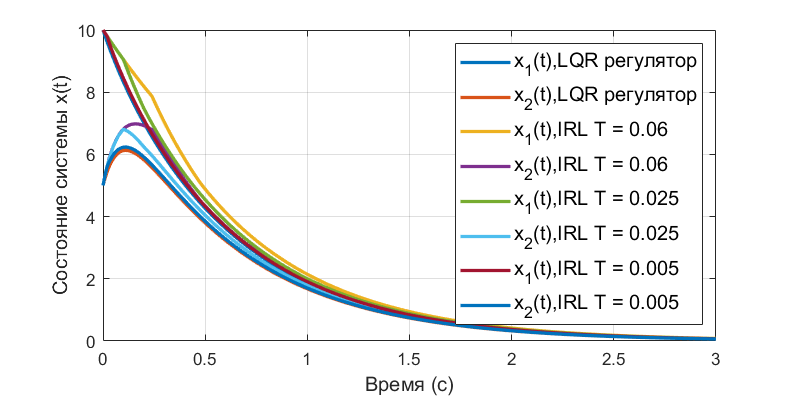 Состояние системы x(t)
10
8
6
4
2
0
0
0.5
1
1.5
2
2.5
3
Время (с)
x₁(t),LQR регулятор
x₂(t),LQR регулятор
x₁(t),IRL T = 0.06
x₂(t),IRL T = 0.06
x₁(t),IRL T = 0.025
x₂(t),IRL T = 0.025
x₁(t),IRL T = 0.005
x₂(t),IRL T = 0.005